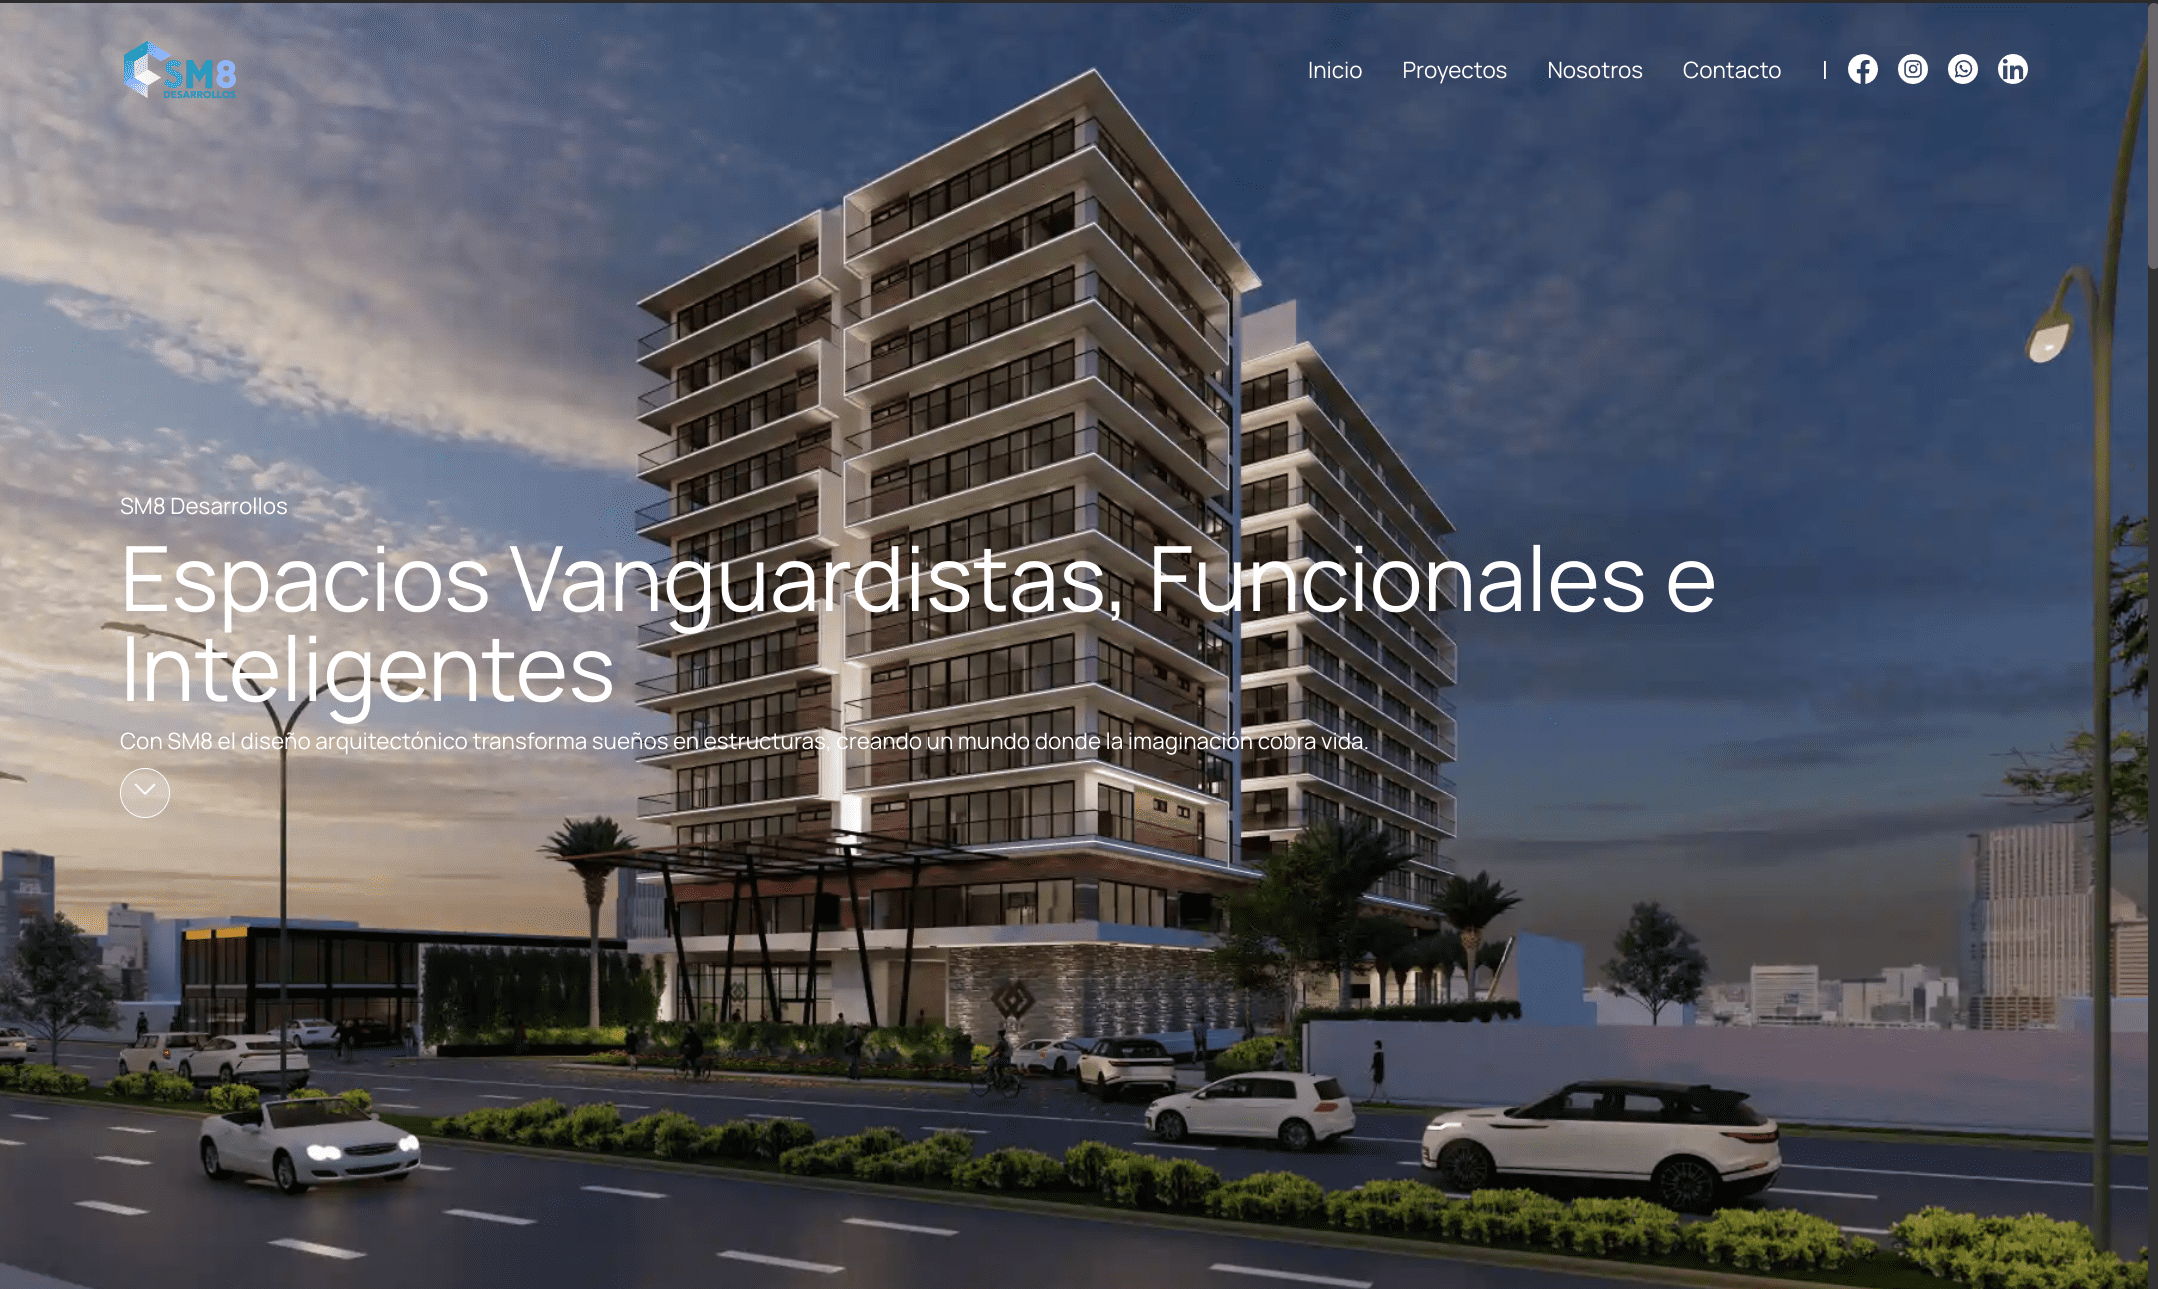 SM8
DESARROLLOS
Inicio Proyectos Nosotros Contacto
SM8 Desarrollos
Espacios Vanguardistas, Funcionales e
Inteligentes
Con SM8 el diseño arquitectónico transforma sueños en estructuras, creando un mundo donde la imaginación cobra vida.